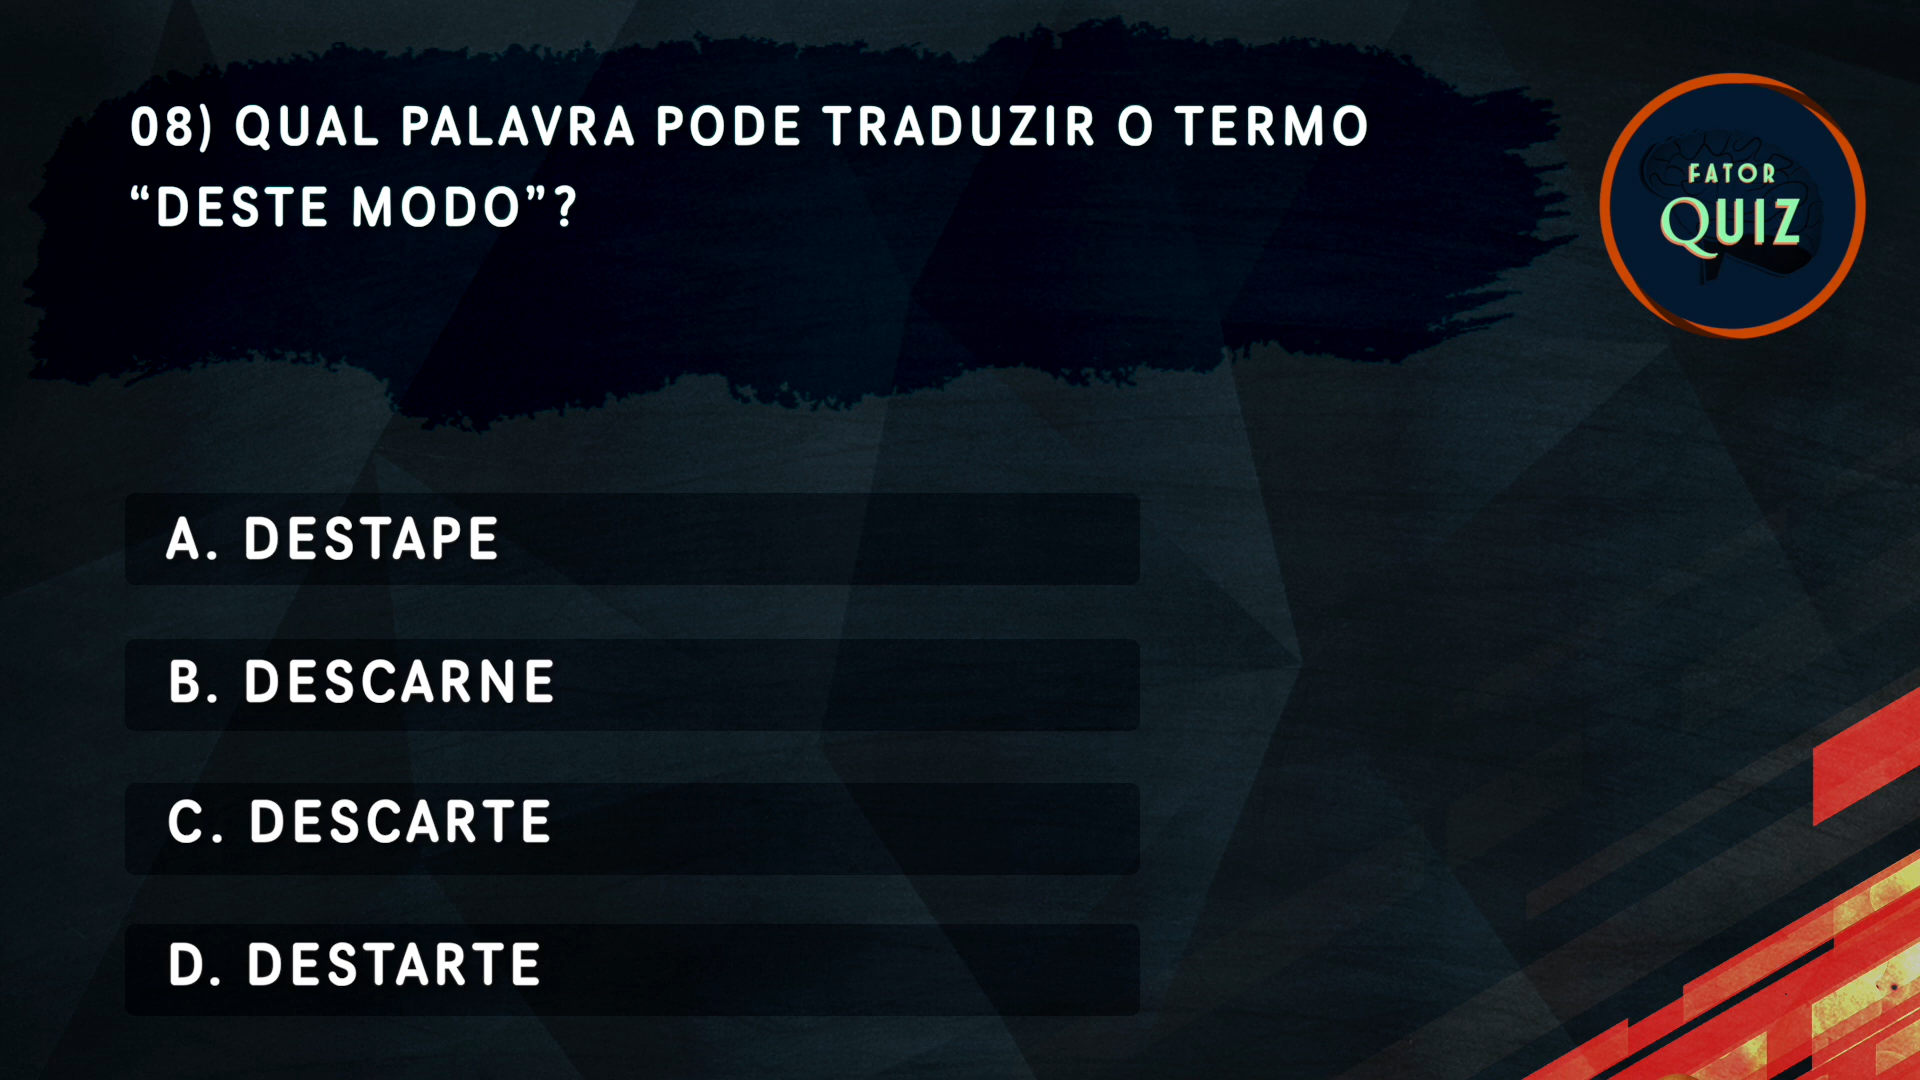 08) QUAL PALAVRA PODE TRADUZIR O TERMO
“DESTE MODO”?
FATOR
QUIZ
A. DESTAPE
B. DESCARNE
C. DESCARTE
D. DESTARTE